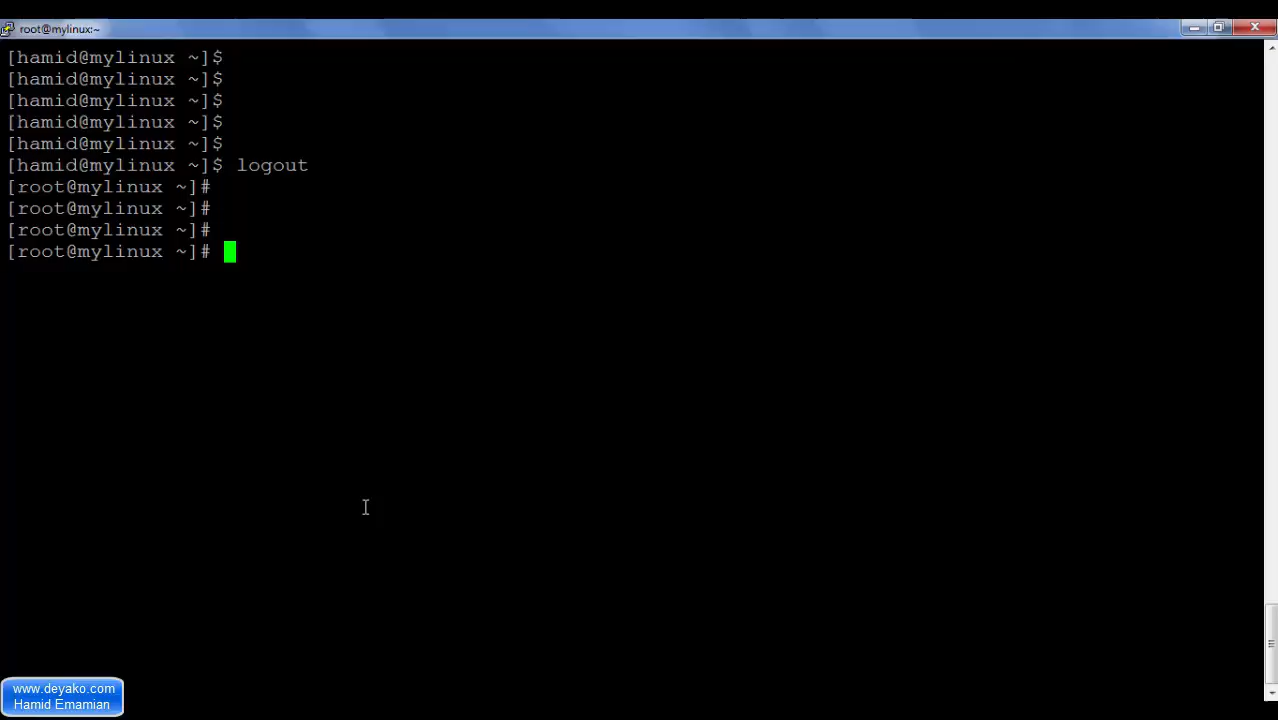 root@mylinux:~
[hamid@mylinux ~]$
[hamid@mylinux ~]$
[hamid@mylinux ~]$
[hamid@mylinux ~]$
[hamid@mylinux ~]$
[hamid@mylinux ~]$ logout
[root@mylinux ~]#
[root@mylinux ~]#
[root@mylinux ~]#
[root@mylinux ~]#
www.deyako.com
Hamid Emamian